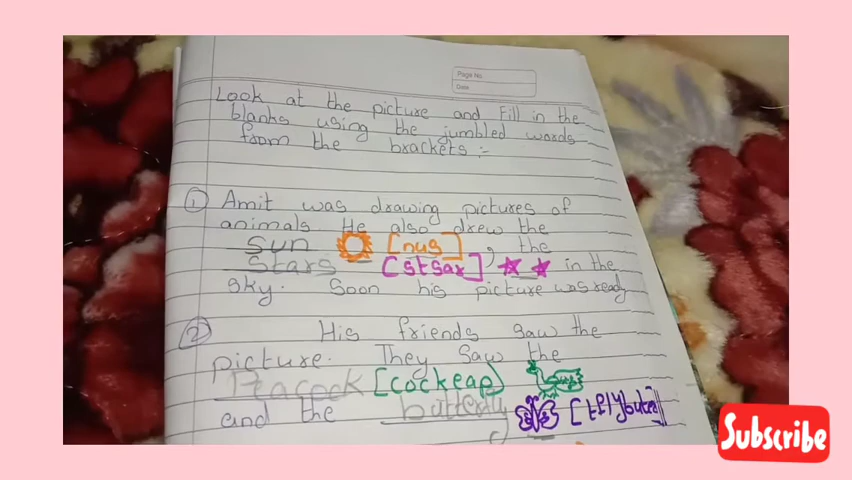 Page No.
Date
Look at the picture and Fill in the
blanks using the jumbled words
from the brackets :-
① Amit was drawing pictures of
animals He also drew the
Sun [nus], the
Stars [stsar] in the
sky. Soon his picture was ready
② His friends saw the
picture. They saw the
Peacock [cockeap)
and the butterfly
Subscribe